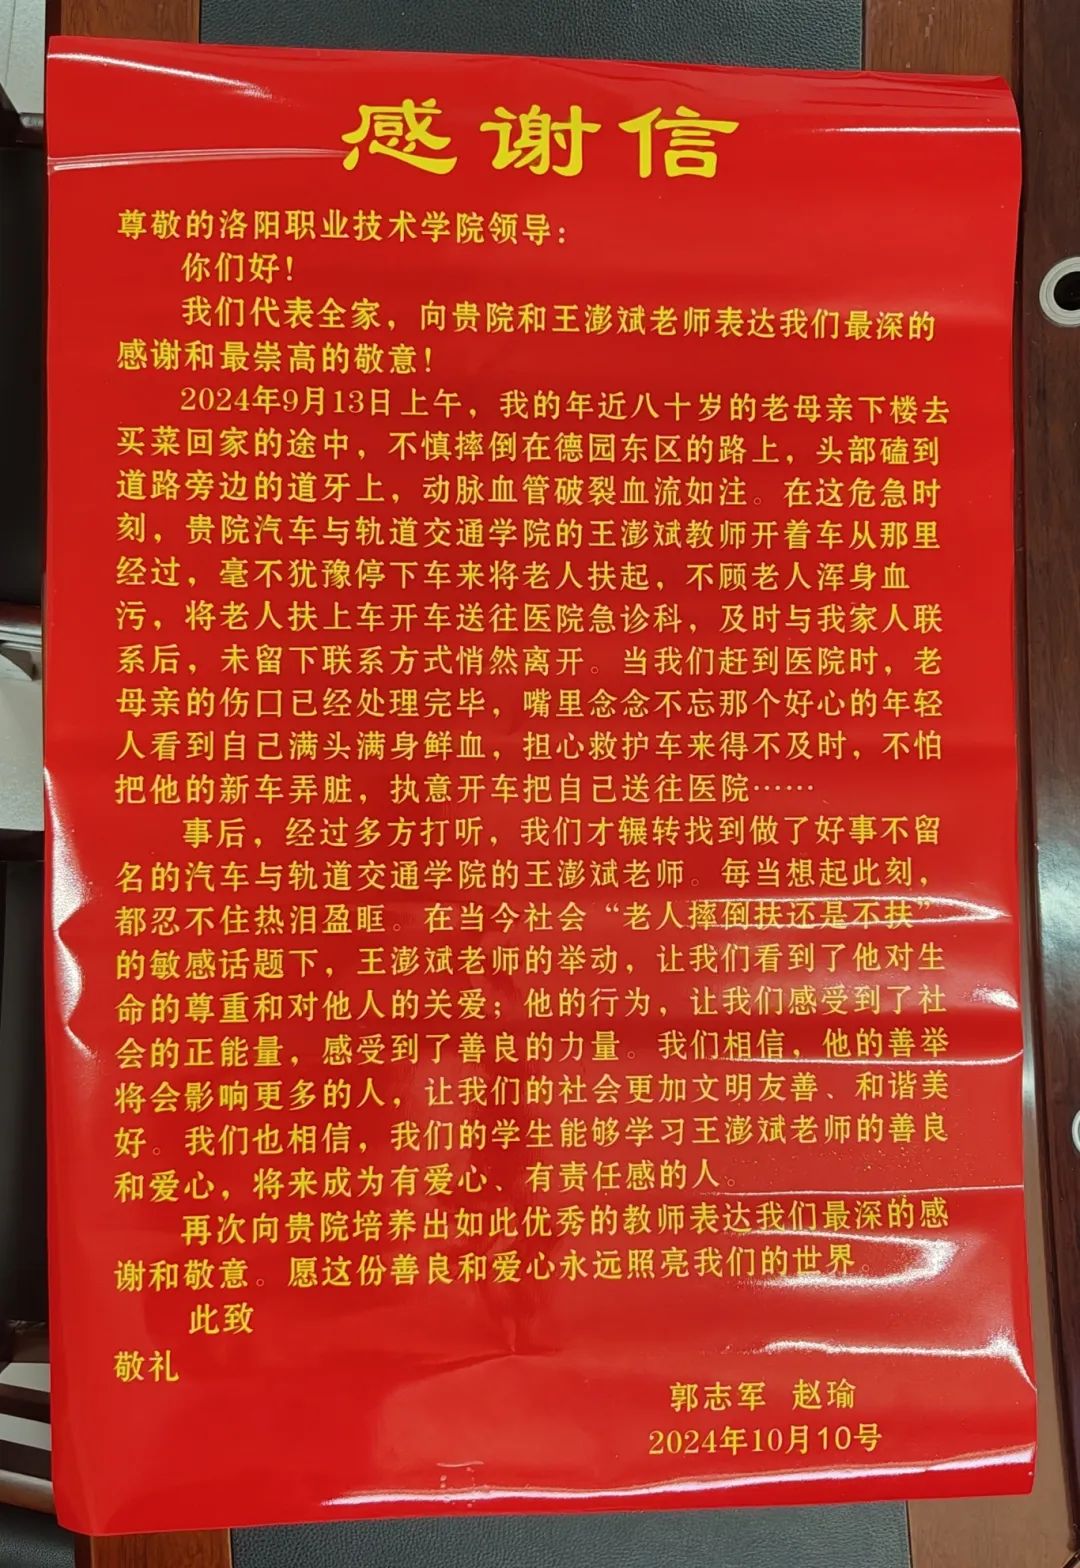 感谢信
尊敬的洛阳职业技术学院领导：
你们好！
我们代表全家，向贵院和王澎斌老师表达我们最深的
感谢和最崇高的敬意！
2024年9月13日上午，我的年近八十岁的老母亲下楼去
买菜回家的途中，不慎摔倒在德园东区的路上，头部磕到
道路旁边的道牙上，动脉血管破裂血流如注。在这危急时
刻，贵院汽车与轨道交通学院的王澎斌教师开着车从那里
经过，毫不犹豫停下车来将老人扶起，不顾老人浑身血
污，将老人扶上车开车送往医院急诊科，及时与我家人联
系后，未留下联系方式悄然离开。当我们赶到医院时，老
母亲的伤口已经处理完毕，嘴里念念不忘那个好心的年轻
人看到自己满头满身鲜血，担心救护车来得不及时，不怕
把他的新车弄脏，执意开车把自己送往医院……
事后，经过多方打听，我们才辗转找到做了好事不留
名的汽车与轨道交通学院的王澎斌老师。每当想起此刻，
都忍不住热泪盈眶。在当今社会“老人摔倒扶还是不扶”
的敏感话题下，王澎斌老师的举动，让我们看到了他对生
命的尊重和对他人的关爱；他的行为，让我们感受到了社
会的正能量，感受到了善良的力量。我们相信，他的善举
将会影响更多的人，让我们的社会更加文明友善、和谐美
好。我们也相信，我们的学生能够学习王澎斌老师的善良
和爱心，将来成为有爱心、有责任感的人。
再次向贵院培养出如此优秀的教师表达我们最深的感
谢和敬意。愿这份善良和爱心永远照亮我们的世界。
此致
敬礼
郭志军 赵瑜
2024年10月10号